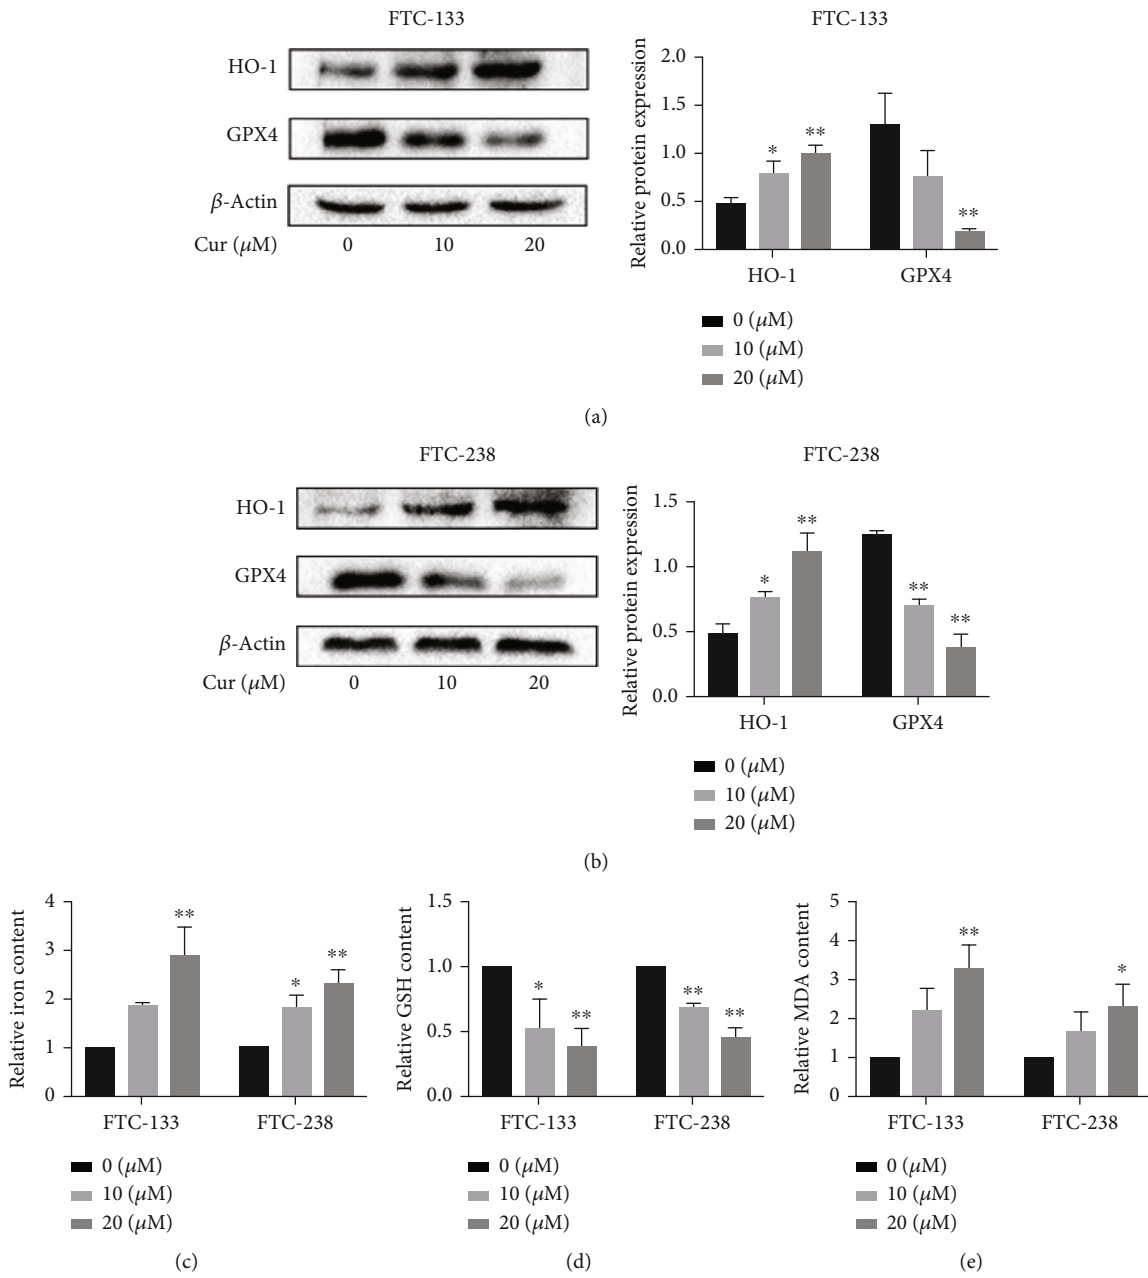 FTC-133
HO-1
GPX4
β-Actin
Cur (μM) 0 10 20
FTC-133
Relative protein expression
2.0
1.5
1.0
0.5
0.0
* ** **
HO-1 GPX4
0 (μM)
10 (μM)
20 (μM)
(a)
FTC-238
HO-1
GPX4
β-Actin
Cur (μM) 0 10 20
FTC-238
Relative protein expression
1.5
1.0
0.5
0.0
* ** ** **
HO-1 GPX4
0 (μM)
10 (μM)
20 (μM)
(b)
Relative iron content
4
3
2
1
0
** * **
FTC-133 FTC-238
0 (μM)
10 (μM)
20 (μM)
(c)
Relative GSH content
1.5
1.0
0.5
0.0
* ** ** **
FTC-133 FTC-238
0 (μM)
10 (μM)
20 (μM)
(d)
Relative MDA content
5
4
3
2
1
0
** *
FTC-133 FTC-238
0 (μM)
10 (μM)
20 (μM)
(e)